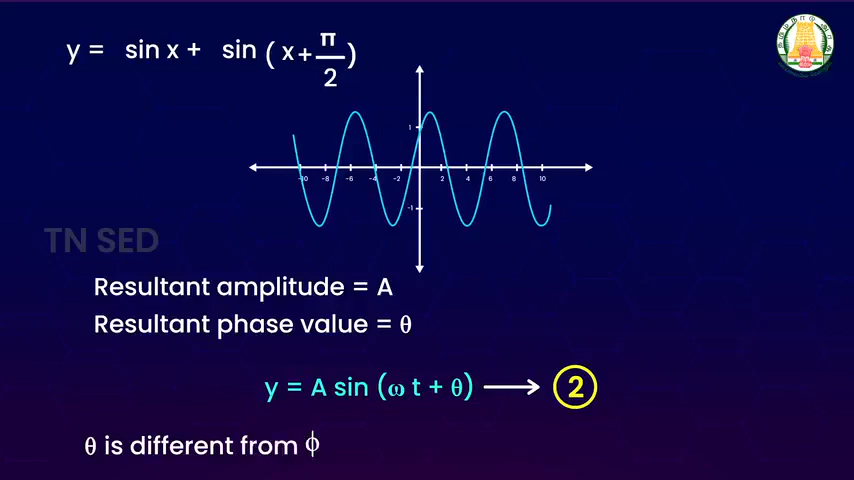 y = sin x + sin (x + π/2)
1
-10 -8 -6 -4 -2 2 4 6 8 10
-1
TN SED
Resultant amplitude = A
Resultant phase value = θ
y = A sin (ω t + θ) ⟶ 2
θ is different from ϕ